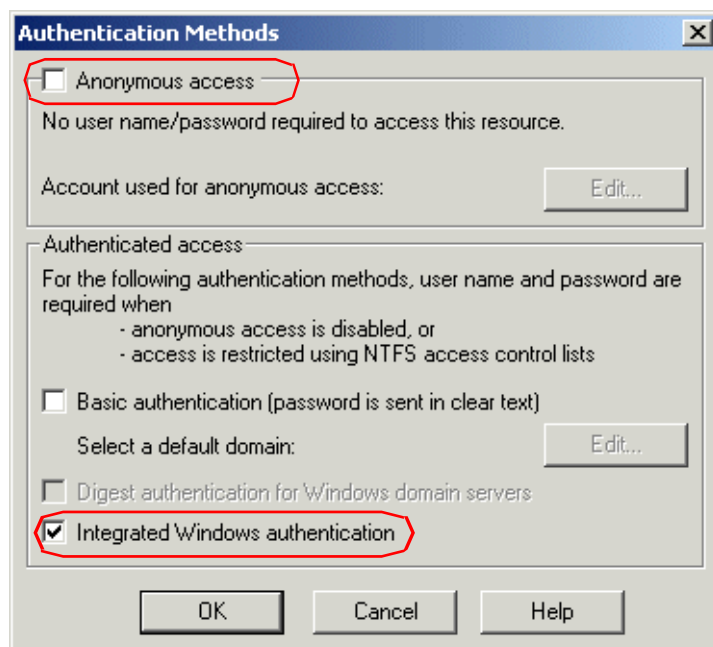 Authentication Methods
Anonymous access
No user name/password required to access this resource.
Account used for anonymous access:
Edit...
Authenticated access
For the following authentication methods, user name and password are
required when
- anonymous access is disabled, or
- access is restricted using NTFS access control lists
Basic authentication (password is sent in clear text)
Select a default domain:
Edit...
Digest authentication for Windows domain servers
Integrated Windows authentication
OK
Cancel
Help